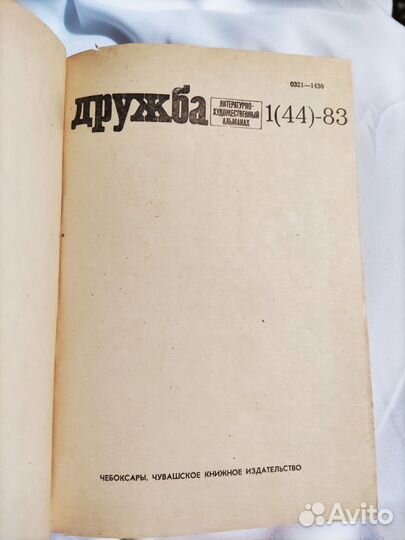 0321—1436
дружба
ЛИТЕРАТУРНО-
ХУДОЖЕСТВЕННЫЙ
АЛЬМАНАХ
1(44)-83
ЧЕБОКСАРЫ, ЧУВАШСКОЕ КНИЖНОЕ ИЗДАТЕЛЬСТВО
Avito